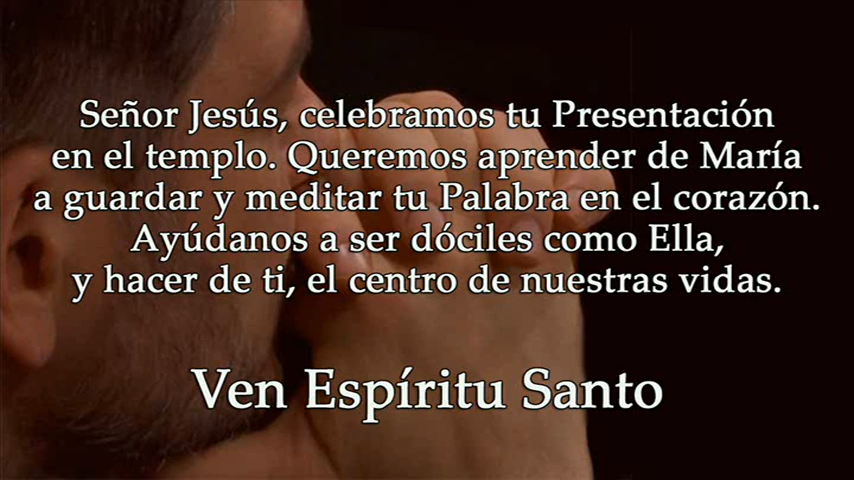 Señor Jesús, celebramos tu Presentación
en el templo. Queremos aprender de María
a guardar y meditar tu Palabra en el corazón.
Ayúdanos a ser dóciles como Ella,
y hacer de ti, el centro de nuestras vidas.
Ven Espíritu Santo